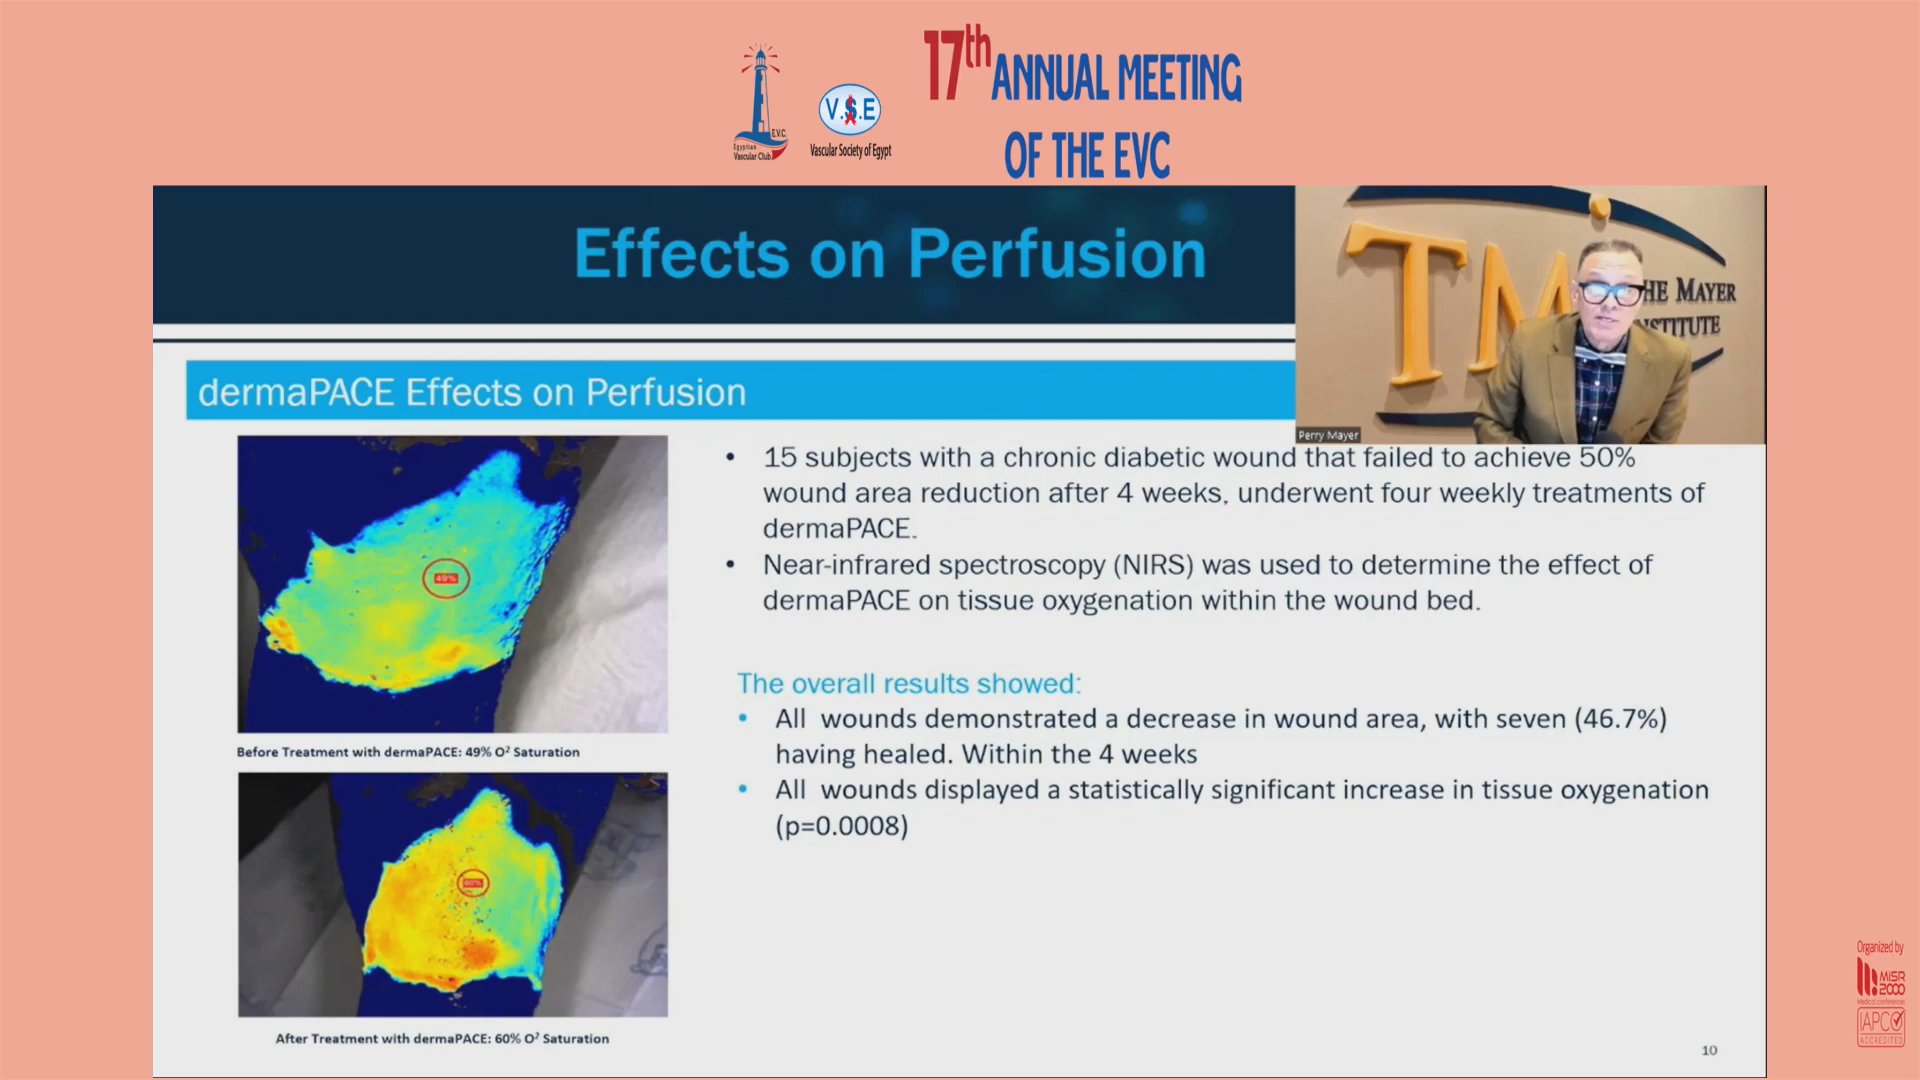 17th ANNUAL MEETING
OF THE EVC
E.V.C.
Egyptian
Vascular Club
V.S.E
Vascular Society of Egypt
Effects on Perfusion
TM
HE MAYER
NSTITUTE
Perry Mayer
dermaPACE Effects on Perfusion
49%
Before Treatment with dermaPACE: 49% O² Saturation
60%
After Treatment with dermaPACE: 60% O² Saturation
• 15 subjects with a chronic diabetic wound that failed to achieve 50%
wound area reduction after 4 weeks, underwent four weekly treatments of
dermaPACE.
• Near-infrared spectroscopy (NIRS) was used to determine the effect of
dermaPACE on tissue oxygenation within the wound bed.
The overall results showed:
• All wounds demonstrated a decrease in wound area, with seven (46.7%)
having healed. Within the 4 weeks
• All wounds displayed a statistically significant increase in tissue oxygenation
(p=0.0008)
10
Organized by
MISR
2000
Medical conferences
IAPCO
ACCREDITED